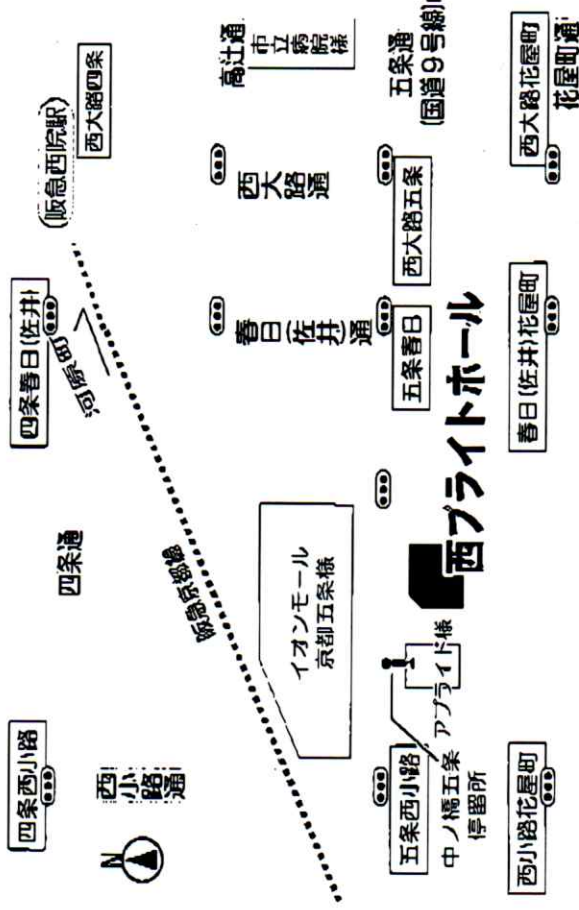 四条西小路
四条通
四条春日(佐井)
(阪急西院駅)
西大路四条
N
西小路通
阪急京都線
河原町
春日(佐井)通
西大路通
高辻通
市立病院様
イオンモール
京都五条様
五条西小路
五条春日
西大路五条
五条通
(国道9号線)
中ノ橋五条
停留所
アプライド様
西ブライトホール
西小路花屋町
春日(佐井)花屋町
西大路花屋町
花屋町通